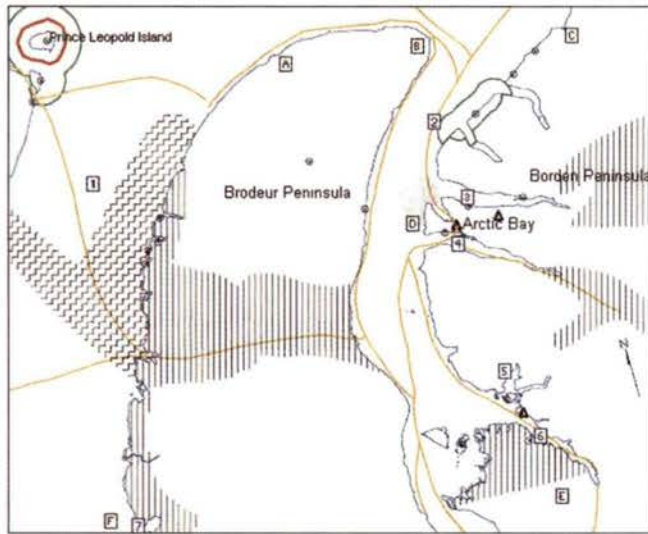 Prince Leopold Island
A
B
C
2
1
Borden Peninsula
Brodeur Peninsula
3
D
Arctic Bay
4
N
5
6
E
F
7